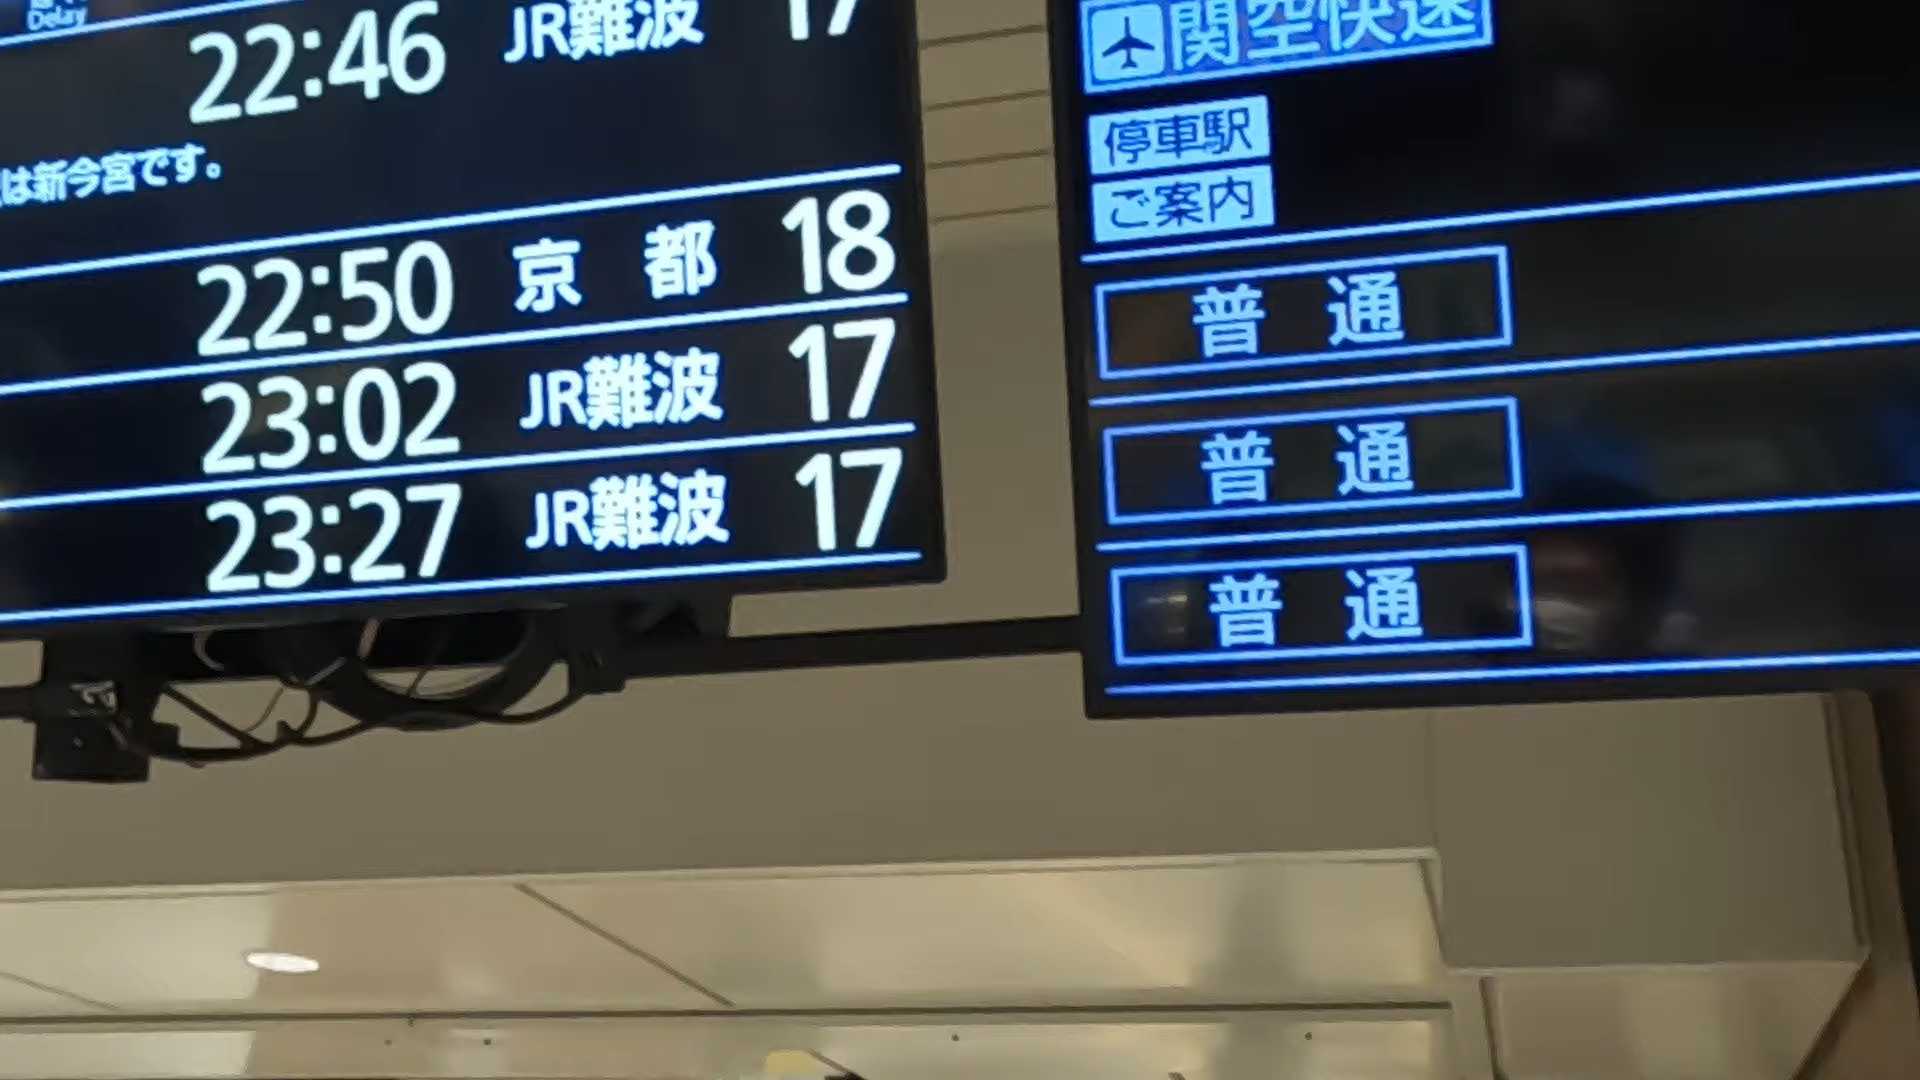 Delay
22:46 JR難波 17
は新今宮です。
22:50 京都 18
23:02 JR難波 17
23:27 JR難波 17
関空快速
停車駅
ご案内
普通
普通
普通